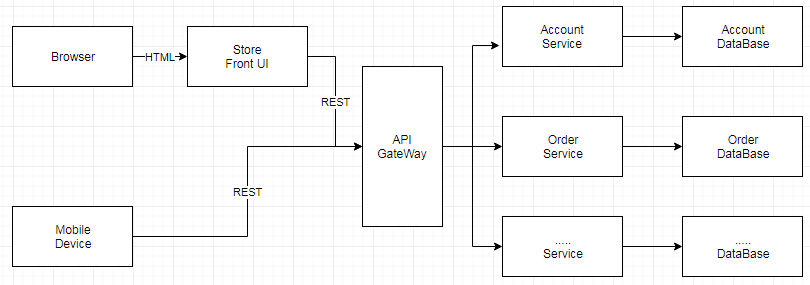 Browser
HTML
Store
Front UI
REST
Mobile
Device
REST
API
GateWay
Account
Service
Account
DataBase
Order
Service
Order
DataBase
.....
Service
.....
DataBase